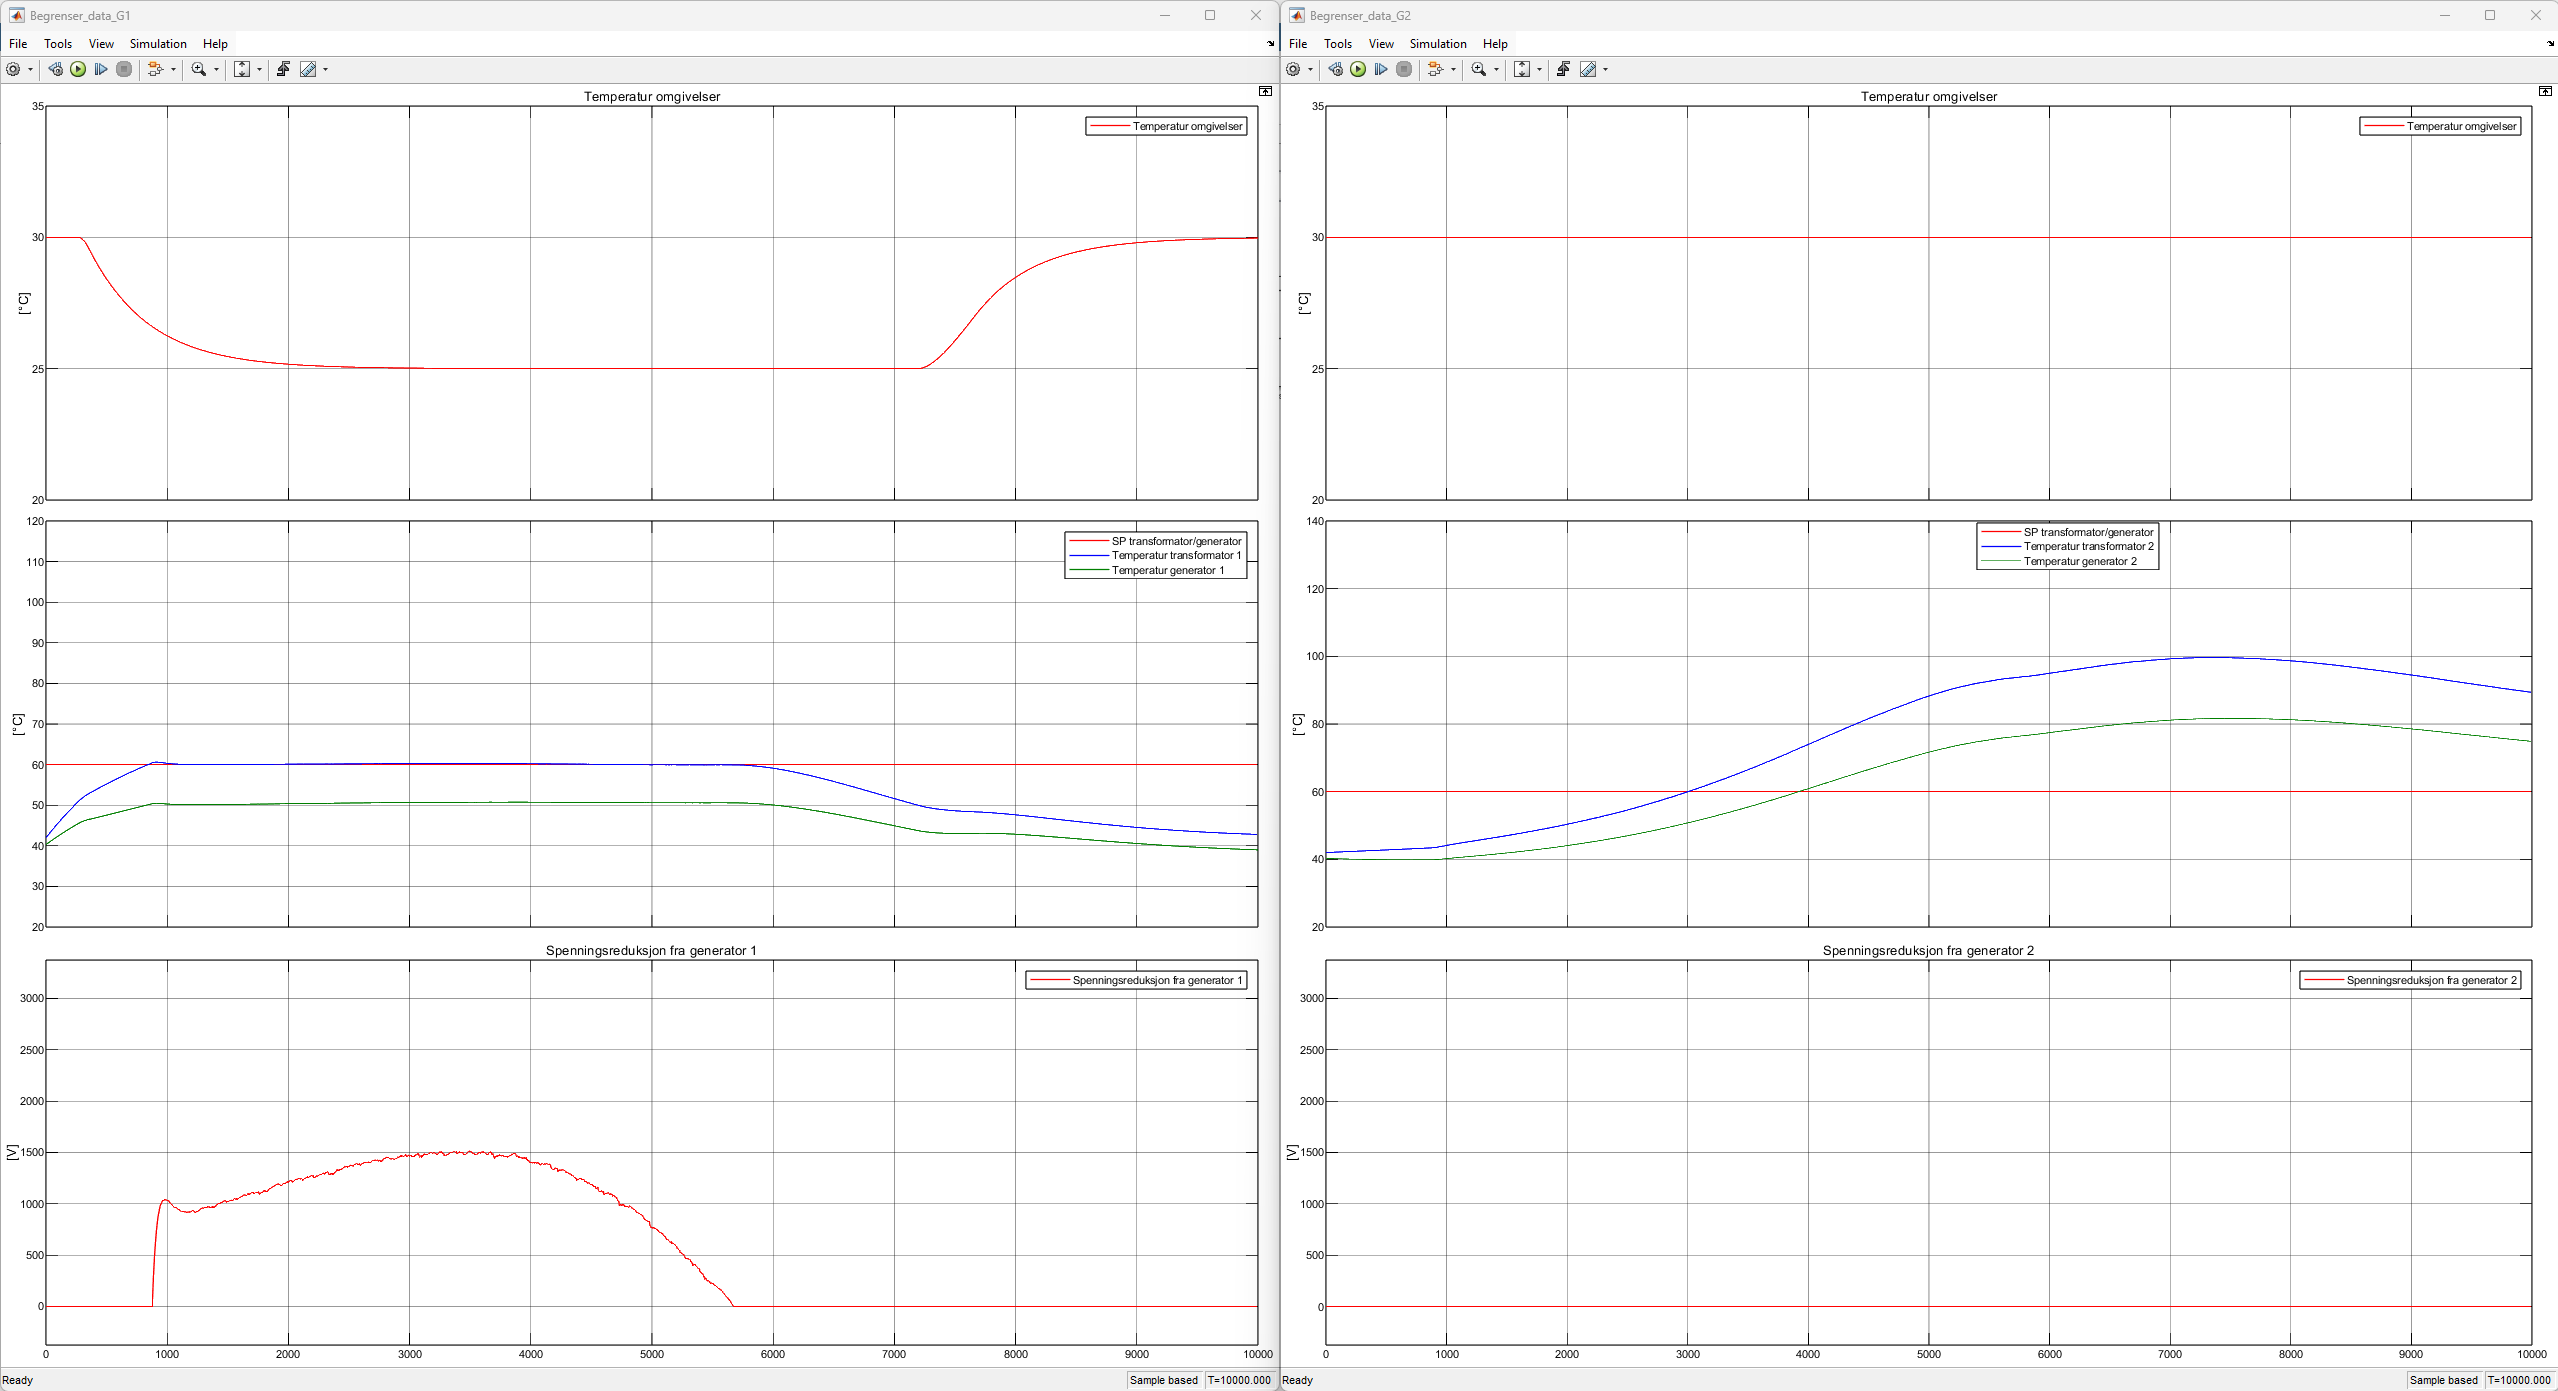 Begrenser_data_G1
File Tools View Simulation Help
Temperatur omgivelser
Temperatur omgivelser
35
30
25
20
[°C]
SP transformator/generator
Temperatur transformator 1
Temperatur generator 1
120
110
100
90
80
70
60
50
40
30
20
[°C]
Spenningsreduksjon fra generator 1
Spenningsreduksjon fra generator 1
3000
2500
2000
1500
1000
500
0
[V]
0 1000 2000 3000 4000 5000 6000 7000 8000 9000 10000
Ready Sample based T=10000.000
Begrenser_data_G2
File Tools View Simulation Help
Temperatur omgivelser
Temperatur omgivelser
35
30
25
20
[°C]
SP transformator/generator
Temperatur transformator 2
Temperatur generator 2
140
120
100
80
60
40
20
[°C]
Spenningsreduksjon fra generator 2
Spenningsreduksjon fra generator 2
3000
2500
2000
1500
1000
500
0
[V]
0 1000 2000 3000 4000 5000 6000 7000 8000 9000 10000
Ready Sample based T=10000.000